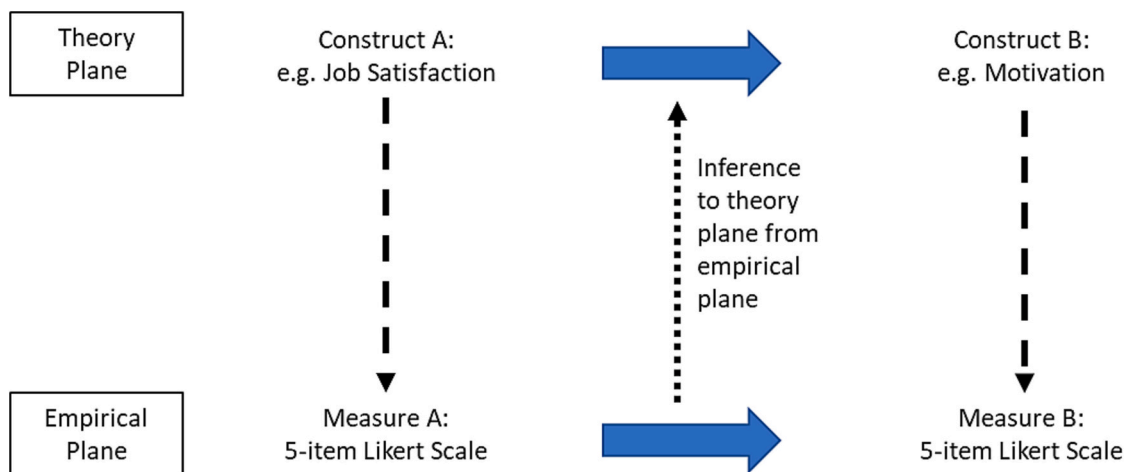 Theory
Plane
Construct A:
e.g. Job Satisfaction
Construct B:
e.g. Motivation
Inference
to theory
plane from
empirical
plane
Empirical
Plane
Measure A:
5-item Likert Scale
Measure B:
5-item Likert Scale